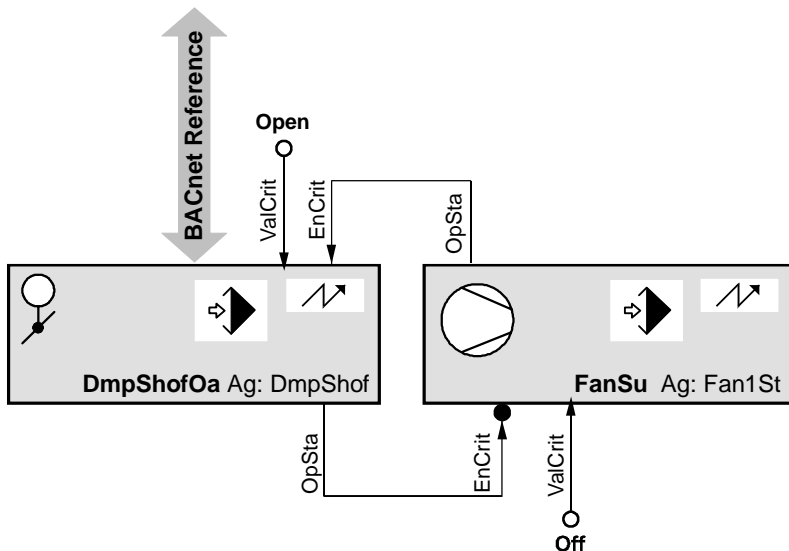 BACnet Reference
Open
ValCrit
EnCrit
OpSta
DmpShofOa Ag: DmpShof
FanSu Ag: Fan1St
OpSta
EnCrit
ValCrit
Off